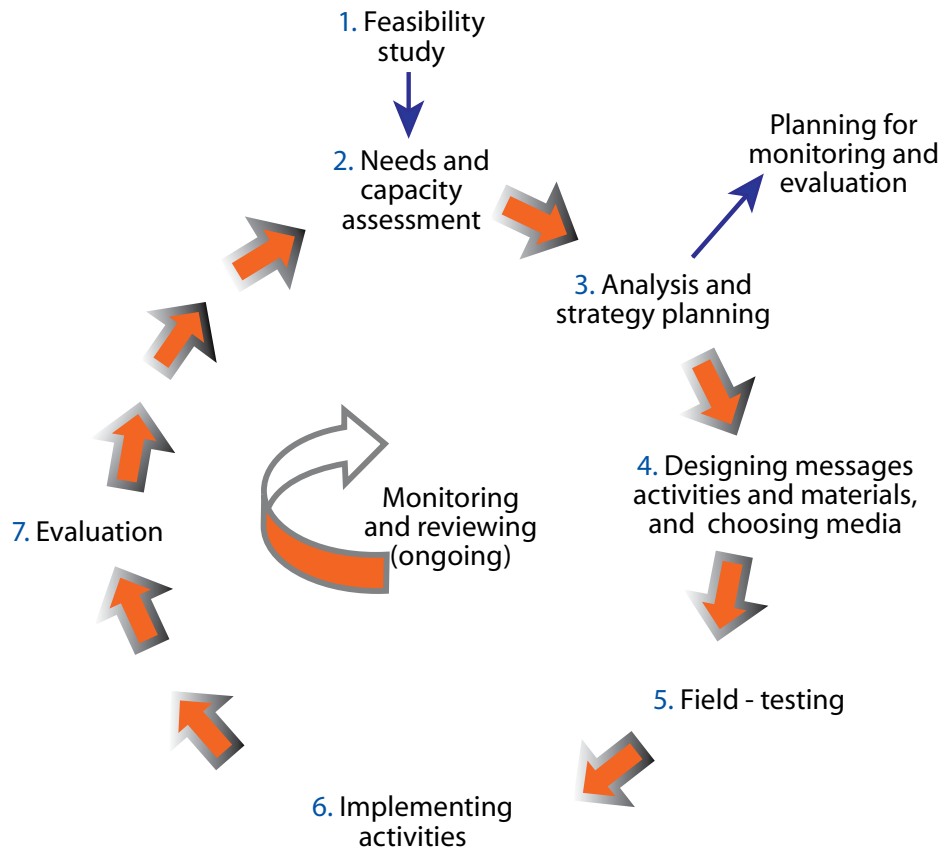 1. Feasibility
study
2. Needs and
capacity
assessment
Planning for
monitoring and
evaluation
3. Analysis and
strategy planning
4. Designing messages
activities and materials,
and choosing media
5. Field - testing
6. Implementing
activities
7. Evaluation
Monitoring
and reviewing
(ongoing)